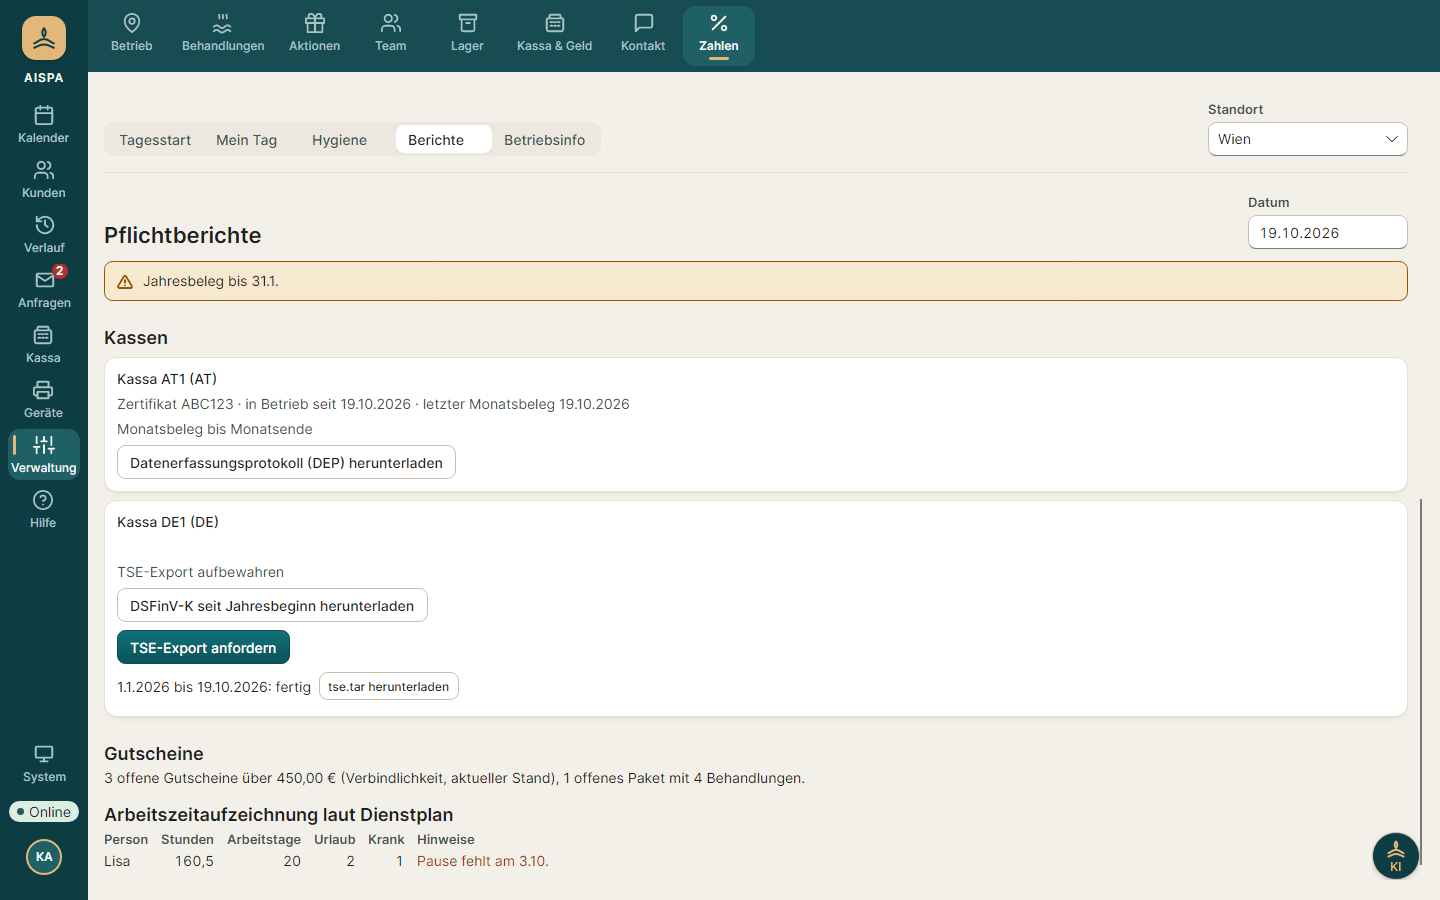 AISPA
Kalender
Kunden
Verlauf
2
Anfragen
Kassa
Geräte
Verwaltung
Hilfe
System
Online
KA
Betrieb
Behandlungen
Aktionen
Team
Lager
Kassa & Geld
Kontakt
Zahlen
Tagesstart
Mein Tag
Hygiene
Berichte
Betriebsinfo
Standort
Wien
Datum
19.10.2026
Pflichtberichte
Jahresbeleg bis 31.1.
Kassen
Kassa AT1 (AT)
Zertifikat ABC123 · in Betrieb seit 19.10.2026 · letzter Monatsbeleg 19.10.2026
Monatsbeleg bis Monatsende
Datenerfassungsprotokoll (DEP) herunterladen
Kassa DE1 (DE)
TSE-Export aufbewahren
DSFinV-K seit Jahresbeginn herunterladen
TSE-Export anfordern
1.1.2026 bis 19.10.2026: fertig tse.tar herunterladen
Gutscheine
3 offene Gutscheine über 450,00 € (Verbindlichkeit, aktueller Stand), 1 offenes Paket mit 4 Behandlungen.
Arbeitszeitaufzeichnung laut Dienstplan
Person Stunden Arbeitstage Urlaub Krank Hinweise
Lisa 160,5 20 2 1 Pause fehlt am 3.10.
KI